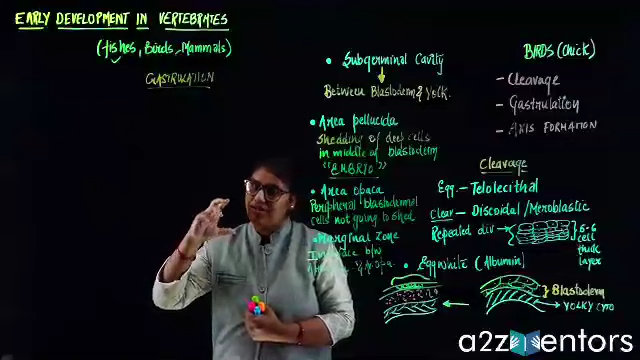 EARLY DEVELOPMENT IN VERTEBRATES
(Fishes, Birds, Mammals)
GASTRULATION
• Subgerminal Cavity
Between Blastoderm & Yolk.
• Area pellucida
Shedding of deep cells
in middle of blastoderm
"EMBRYO"
• Area opaca
Peripheral blastodermal
cells not going to shed
• Marginal Zone
b/w
BIRDS (Chick)
- Cleavage
- Gastrulation
- AXIS FORMATION
Cleavage
Egg - Telolecithal
Clear - Discoidal / Meroblastic
Repeated div →
5-6
cell
thick
layer
• Egg white (Albumin)
Blastoderm
YOLKY CYTO
a2zmentors